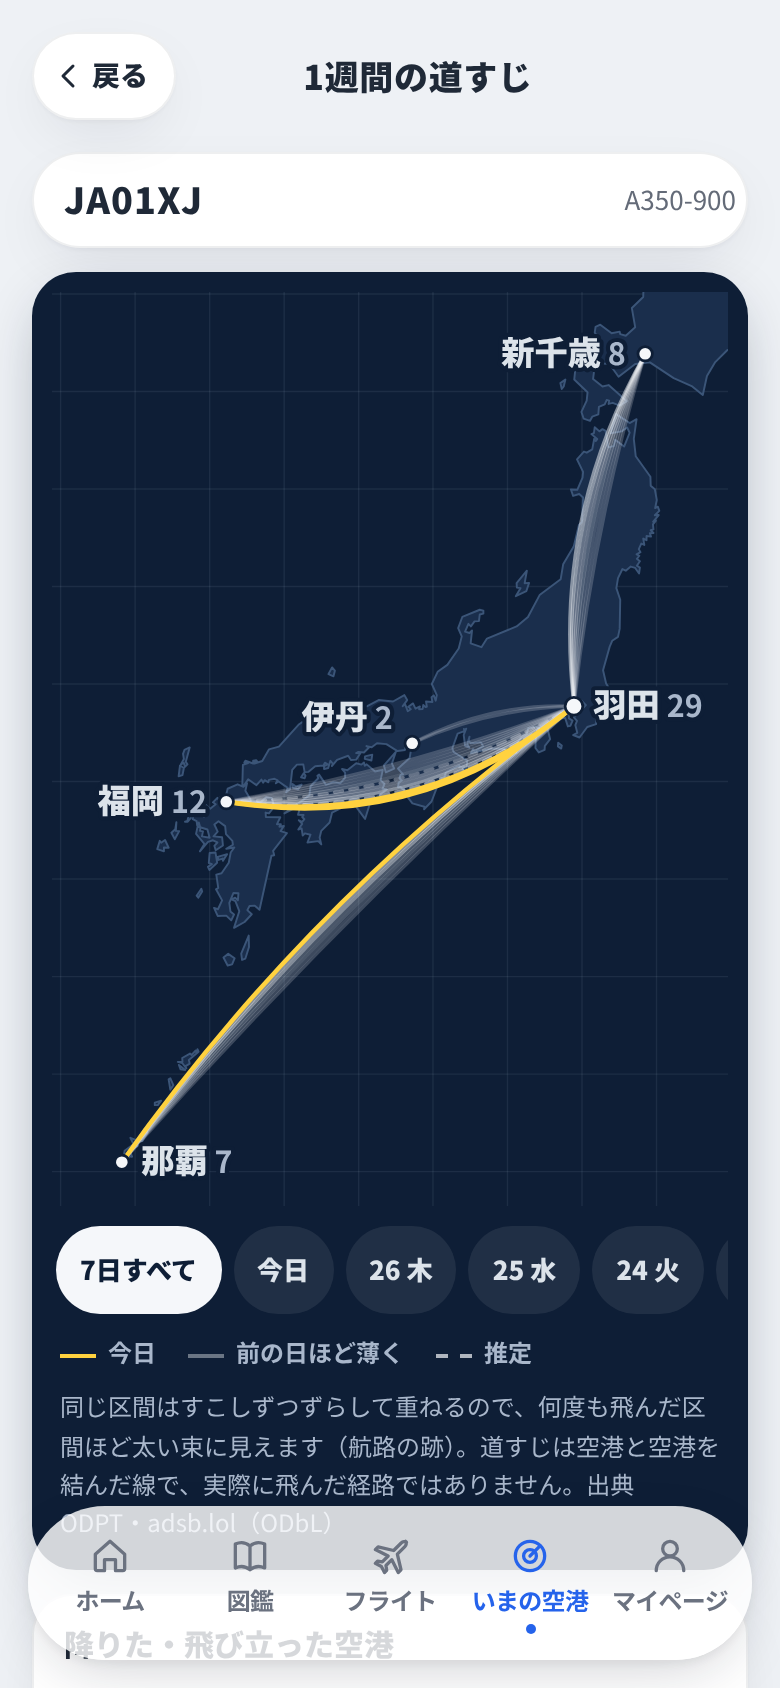 戻る
1週間の道すじ
JA01XJ
A350-900
新千歳 8
羽田 29
伊丹 2
福岡 12
那覇 7
7日すべて 今日 26 木 25 水 24 火
今日 前の日ほど薄く 推定
同じ区間はすこしずつずらして重ねるので、何度も飛んだ区
間ほど太い束に見えます（航路の跡）。道すじは空港と空港を
結んだ線で、実際に飛んだ経路ではありません。出典
ODPT・adsb.lol（ODbL）
ホーム 図鑑 フライト いまの空港 マイページ
降りた・飛び立った空港